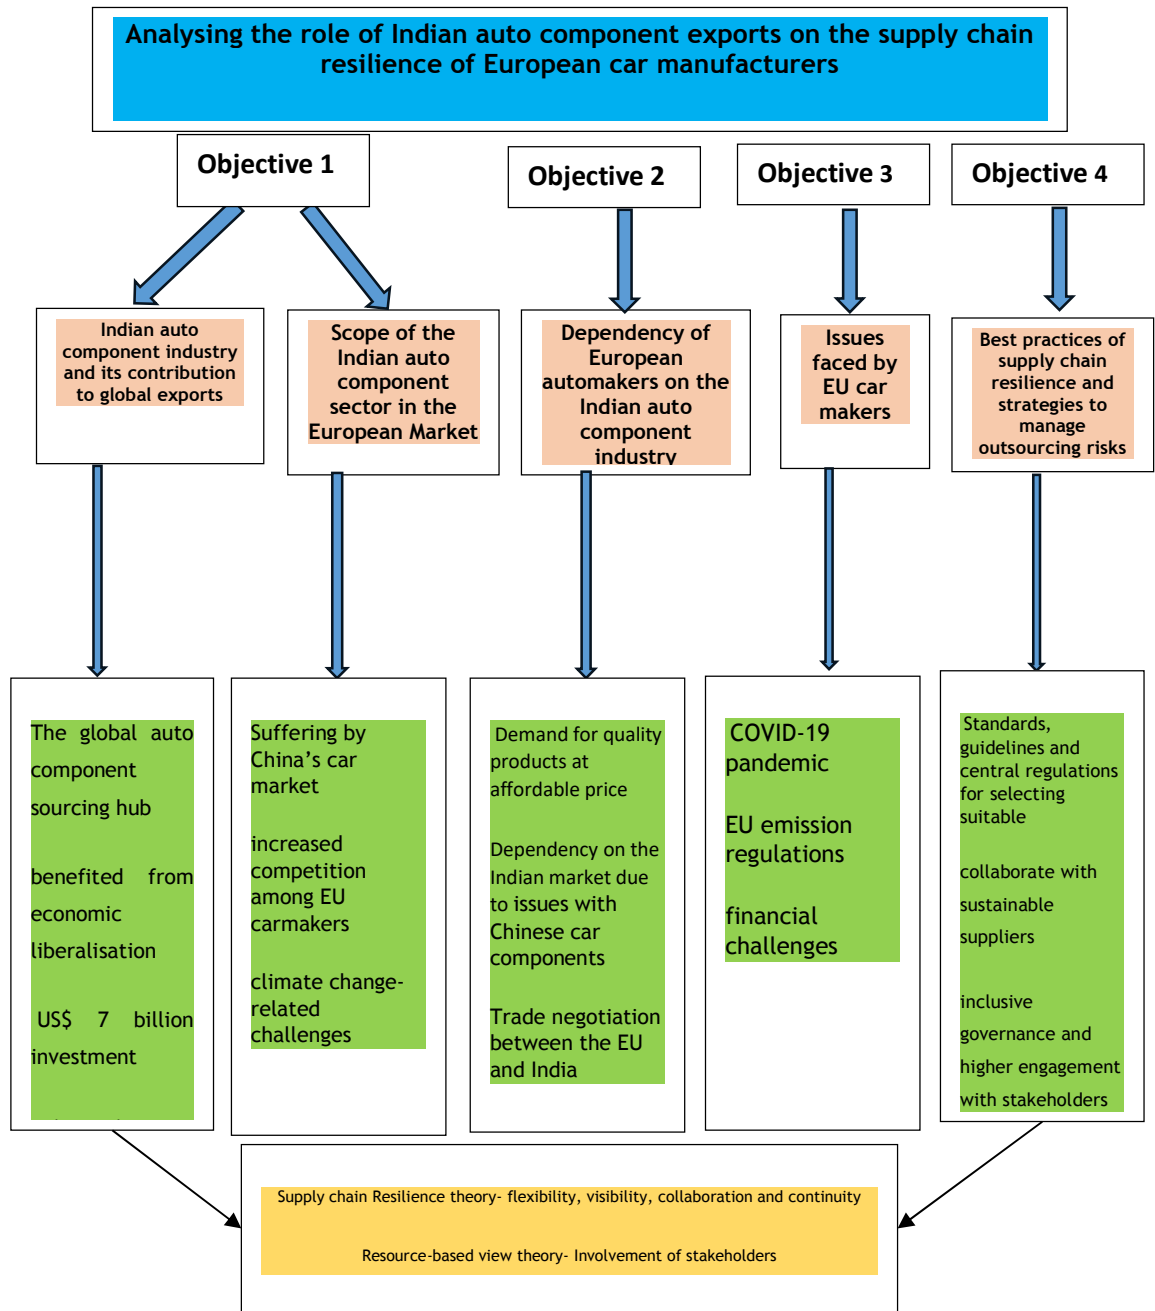 Analysing the role of Indian auto component exports on the supply chain
resilience of European car manufacturers
Objective 1
Objective 2
Objective 3
Objective 4
Indian auto
component industry
and its contribution
to global exports
Scope of the
Indian auto
component
sector in the
European Market
Dependency of
European
automakers on the
Indian auto
component
industry
Issues
faced by
EU car
makers
Best practices of
supply chain
resilience and
strategies to
manage
outsourcing risks
The global auto
component
sourcing hub
benefited from
economic
liberalisation
US$ 7 billion
investment
Suffering by
China’s car
market
increased
competition
among EU
carmakers
climate change-
related
challenges
Demand for quality
products at
affordable price
Dependency on the
Indian market due
to issues with
Chinese car
components
Trade negotiation
between the EU
and India
COVID-19
pandemic
EU emission
regulations
financial
challenges
Standards,
guidelines and
central regulations
for selecting
suitable
collaborate with
sustainable
suppliers
inclusive
governance and
higher engagement
with stakeholders
Supply chain Resilience theory- flexibility, visibility, collaboration and continuity
Resource-based view theory- Involvement of stakeholders